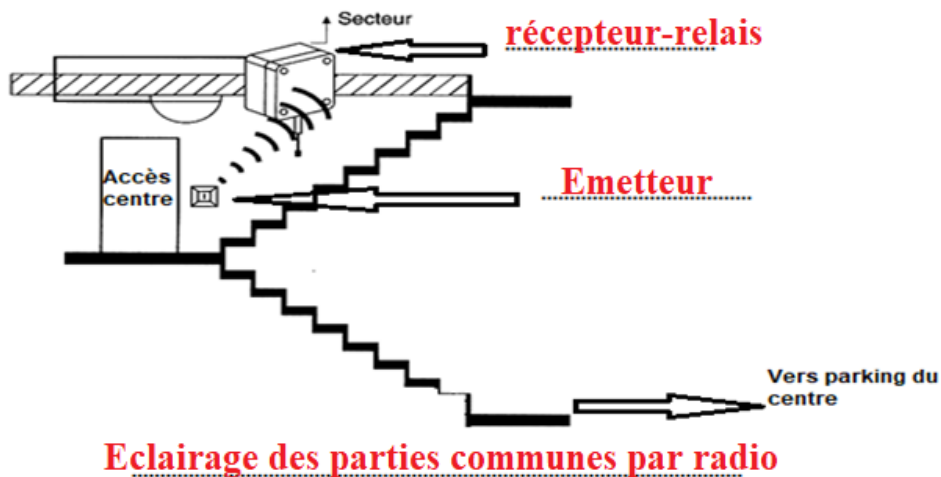 Secteur
récepteur-relais
Accès
centre
Emetteur
Vers parking du
centre
Eclairage des parties communes par radio